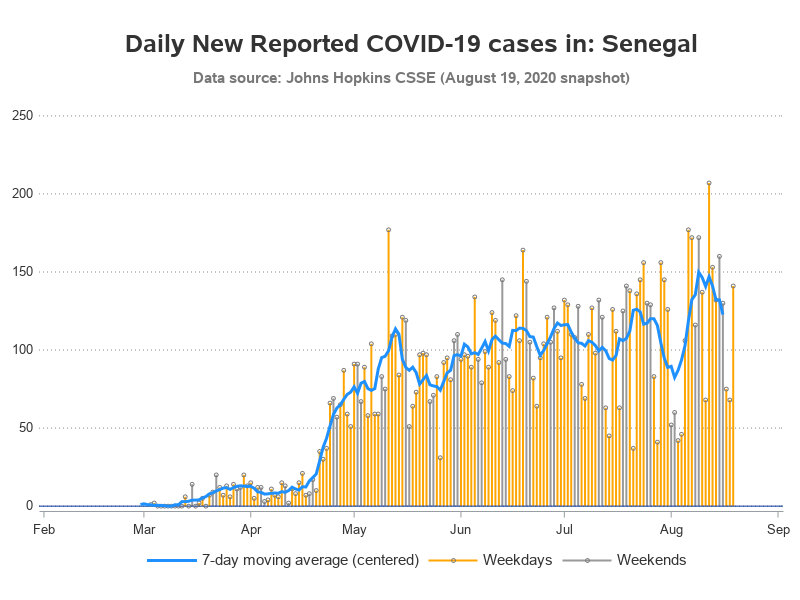 Daily New Reported COVID-19 cases in: Senegal
Data source: Johns Hopkins CSSE (August 19, 2020 snapshot)
250
200
150
100
50
0
Feb Mar Apr May Jun Jul Aug Sep
7-day moving average (centered) Weekdays Weekends